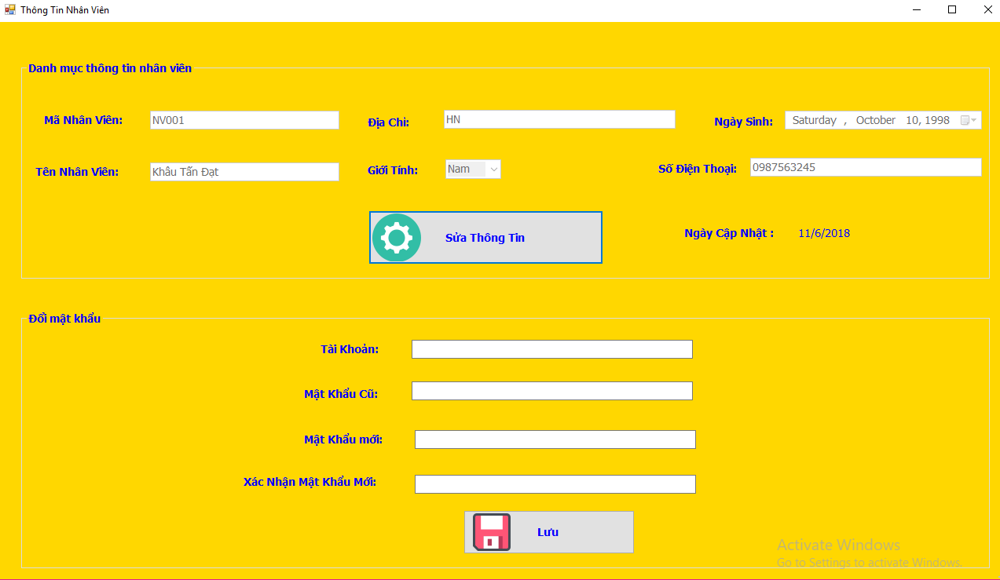 Thông Tin Nhân Viên
Danh mục thông tin nhân viên
Mã Nhân Viên: NV001 Địa Chỉ: HN Ngày Sinh: Saturday , October 10, 1998
Tên Nhân Viên: Khâu Tấn Đạt Giới Tính: Nam Số Điện Thoại: 0987563245
Sửa Thông Tin Ngày Cập Nhật : 11/6/2018
Đổi mật khẩu
Tài Khoản:
Mật Khẩu Cũ:
Mật Khẩu mới:
Xác Nhận Mật Khẩu Mới:
Lưu
Activate Windows
Go to Settings to activate Windows.